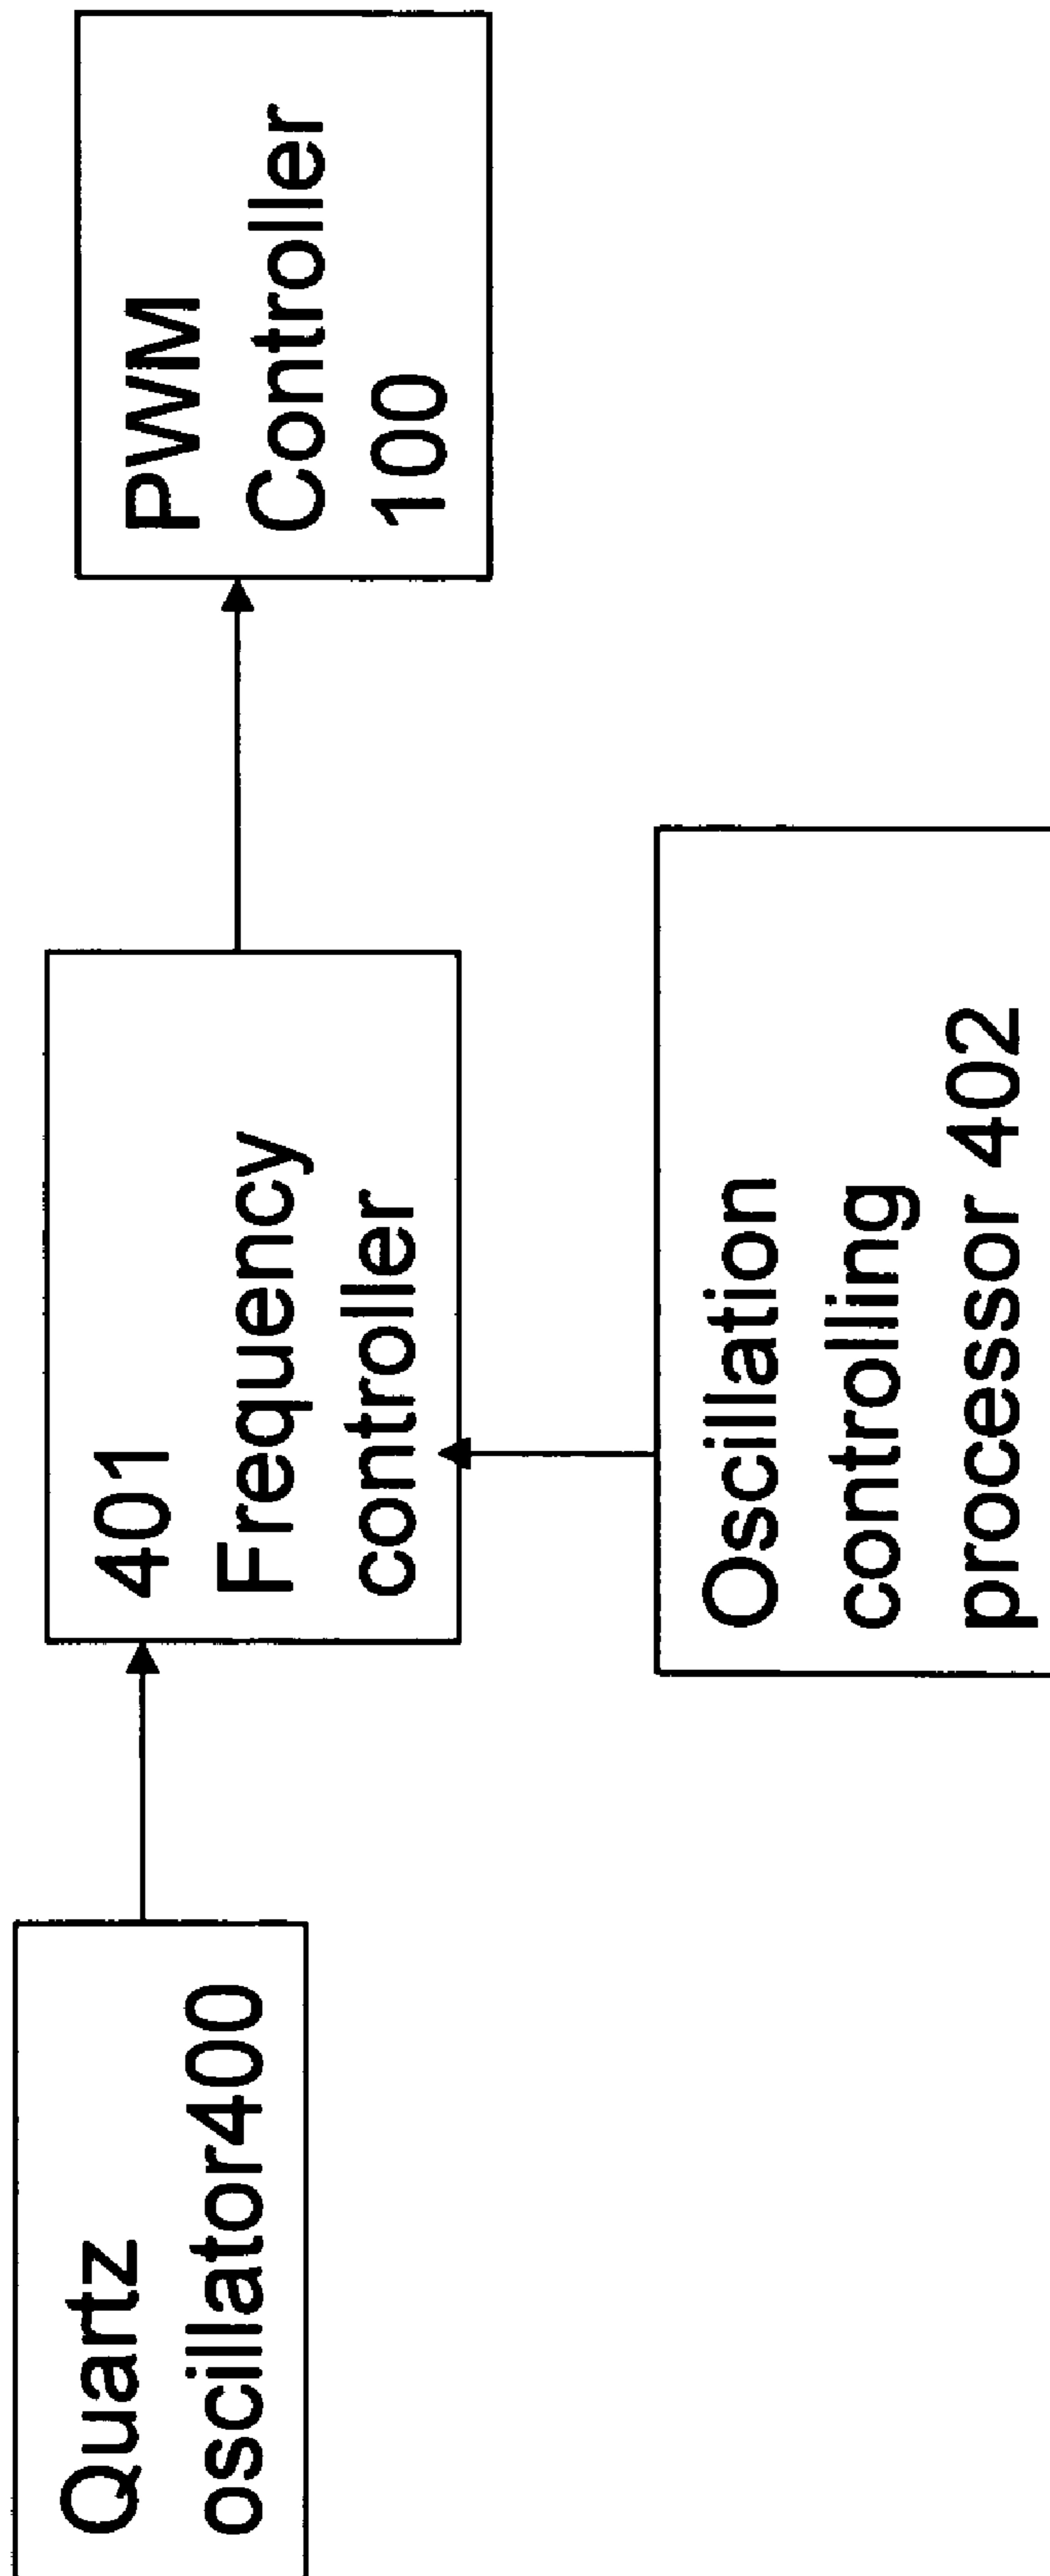 Quartz
oscillator400
401
Frequency
controller
PWM
Controller
100
Oscillation
controlling
processor 402